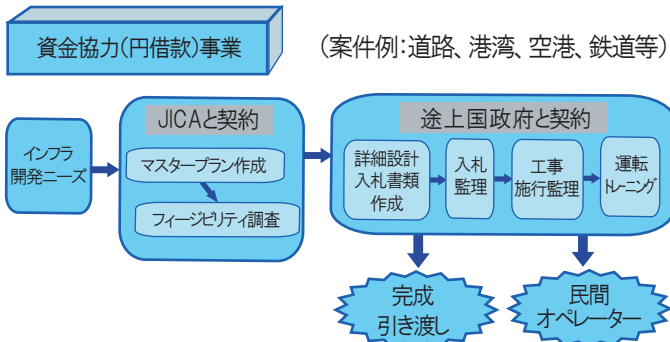 資金協力(円借款)事業
(案件例:道路、港湾、空港、鉄道等)
インフラ
開発ニーズ
JICAと契約
マスタープラン作成
フィージビリティ調査
途上国政府と契約
詳細設計
入札書類
作成
入札
監理
工事
施行監理
運転
トレーニング
完成
引き渡し
民間
オペレーター